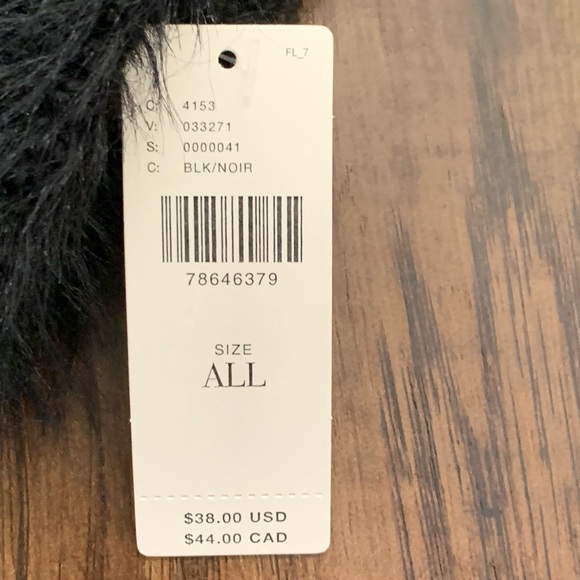 FL_7
C: 4153
V: 033271
S: 0000041
C: BLK/NOIR
78646379
SIZE
ALL
$38.00 USD
$44.00 CAD